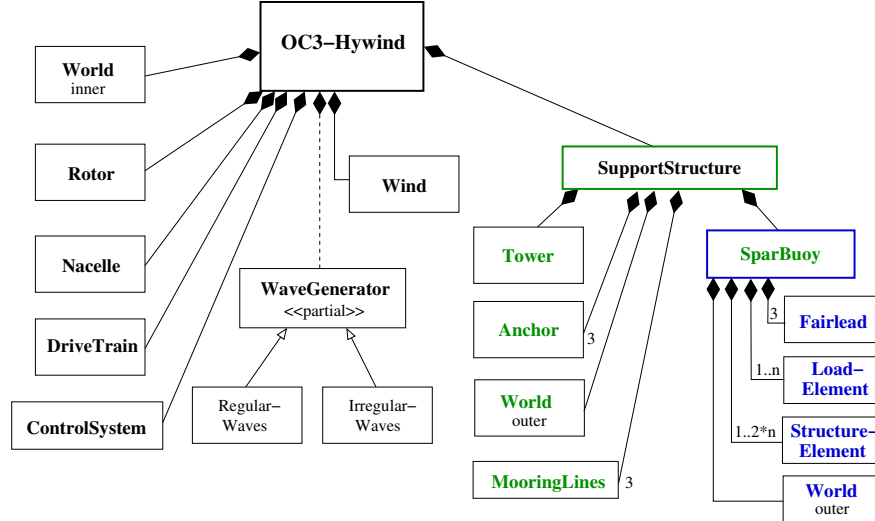 OC3-Hywind
World
inner
Rotor
Nacelle
DriveTrain
ControlSystem
Wind
WaveGenerator
<<partial>>
Regular-
Waves
Irregular-
Waves
SupportStructure
Tower
Anchor
3
World
outer
MooringLines
3
SparBuoy
3
Fairlead
1..n
Load-
Element
1..2*n
Structure-
Element
World
outer